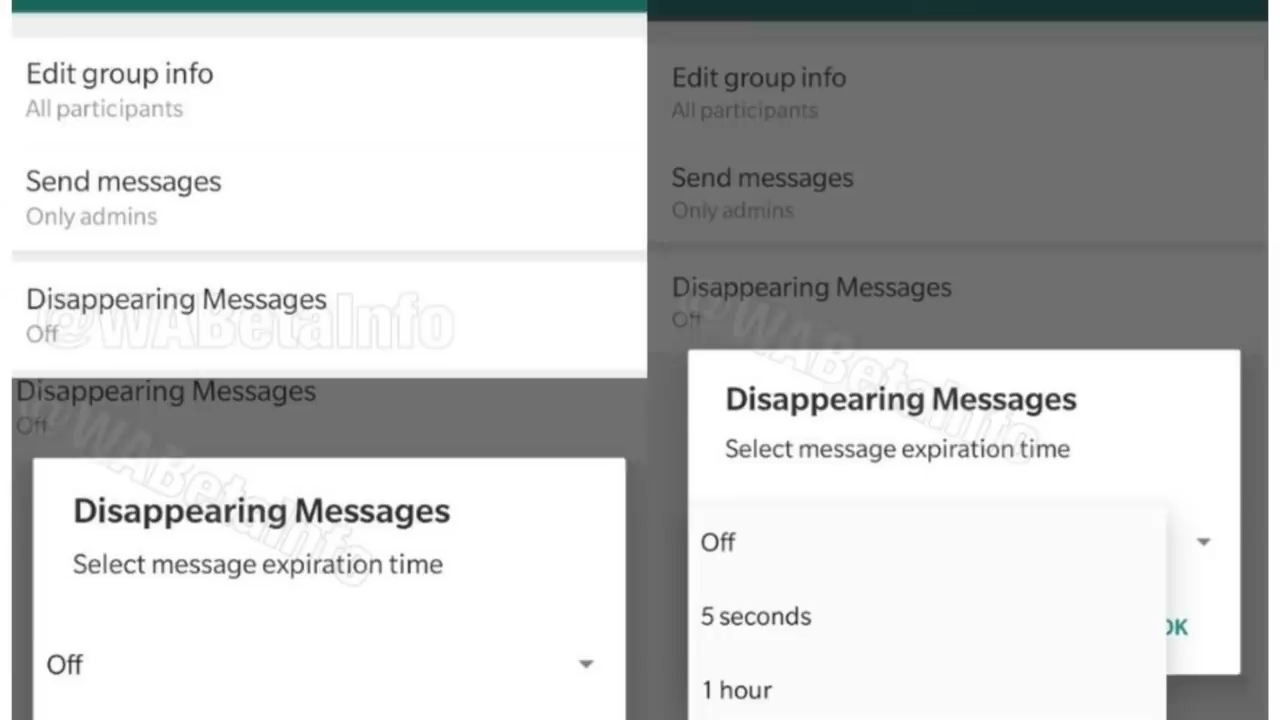 Edit group info
All participants
Send messages
Only admins
Disappearing Messages
Off
@WABetaInfo
Disappearing Messages
Off
@WABetaInfo
Disappearing Messages
Select message expiration time
Off
Edit group info
All participants
Send messages
Only admins
Disappearing Messages
Off
@WABetaInfo
Disappearing Messages
Select message expiration time
Off
5 seconds
OK
1 hour